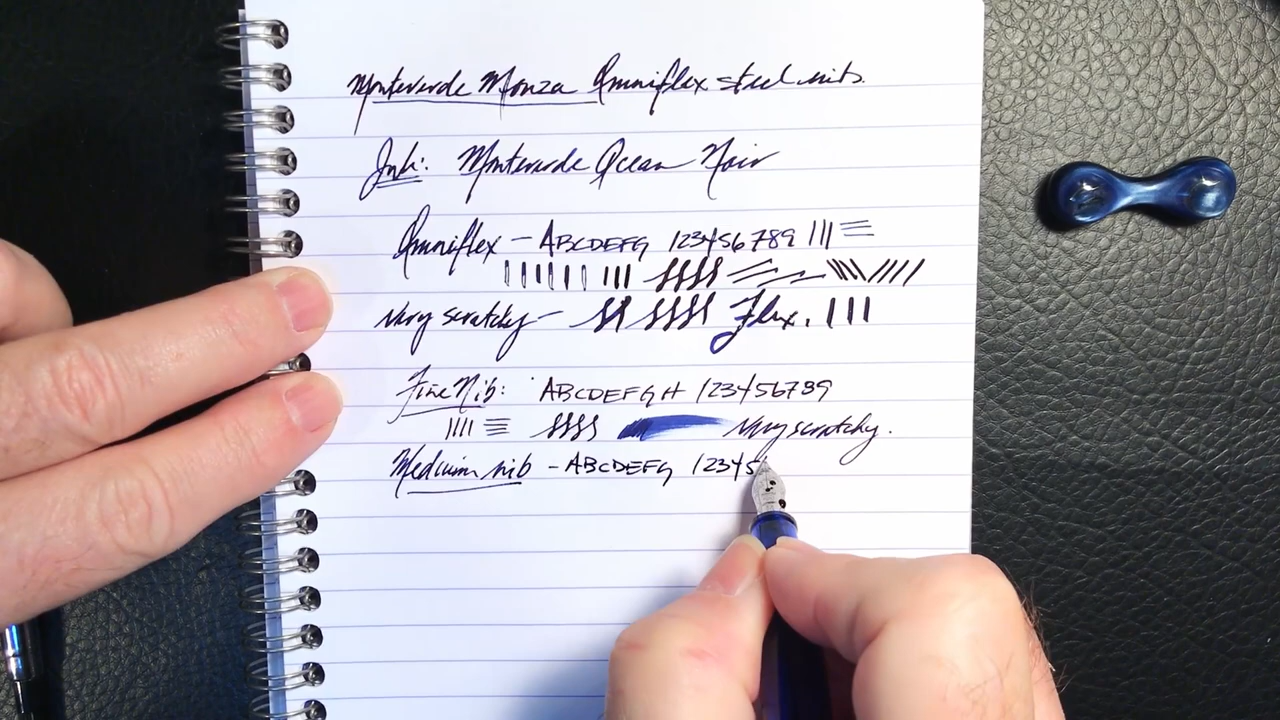 Monteverde Monza Omniflex steel nibs.
Ink: Monteverde Ocean Noir
Omniflex - ABCDEFG 123456789
Very scratchy - Flex.
Fine Nib: ABCDEFGH 123456789
Very scratchy.
Medium nib - ABCDEFG 12345